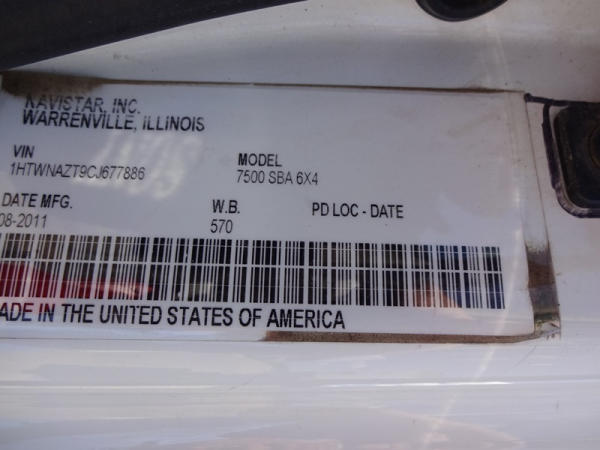 NAVISTAR, INC.
WARRENVILLE, ILLINOIS
VIN MODEL
1HTWNAZT9CJ677886 7500 SBA 6X4
DATE MFG. W.B. PD LOC - DATE
08-2011 570
ADE IN THE UNITED STATES OF AMERICA